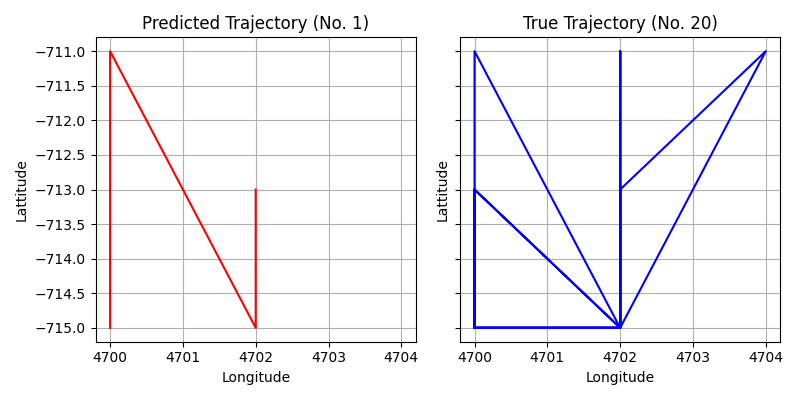 Predicted Trajectory (No. 1)
True Trajectory (No. 20)
−711.0
−711.5
−712.0
−712.5
−713.0
−713.5
−714.0
−714.5
−715.0
Lattitude
Lattitude
4700 4701 4702 4703 4704
4700 4701 4702 4703 4704
Longitude
Longitude